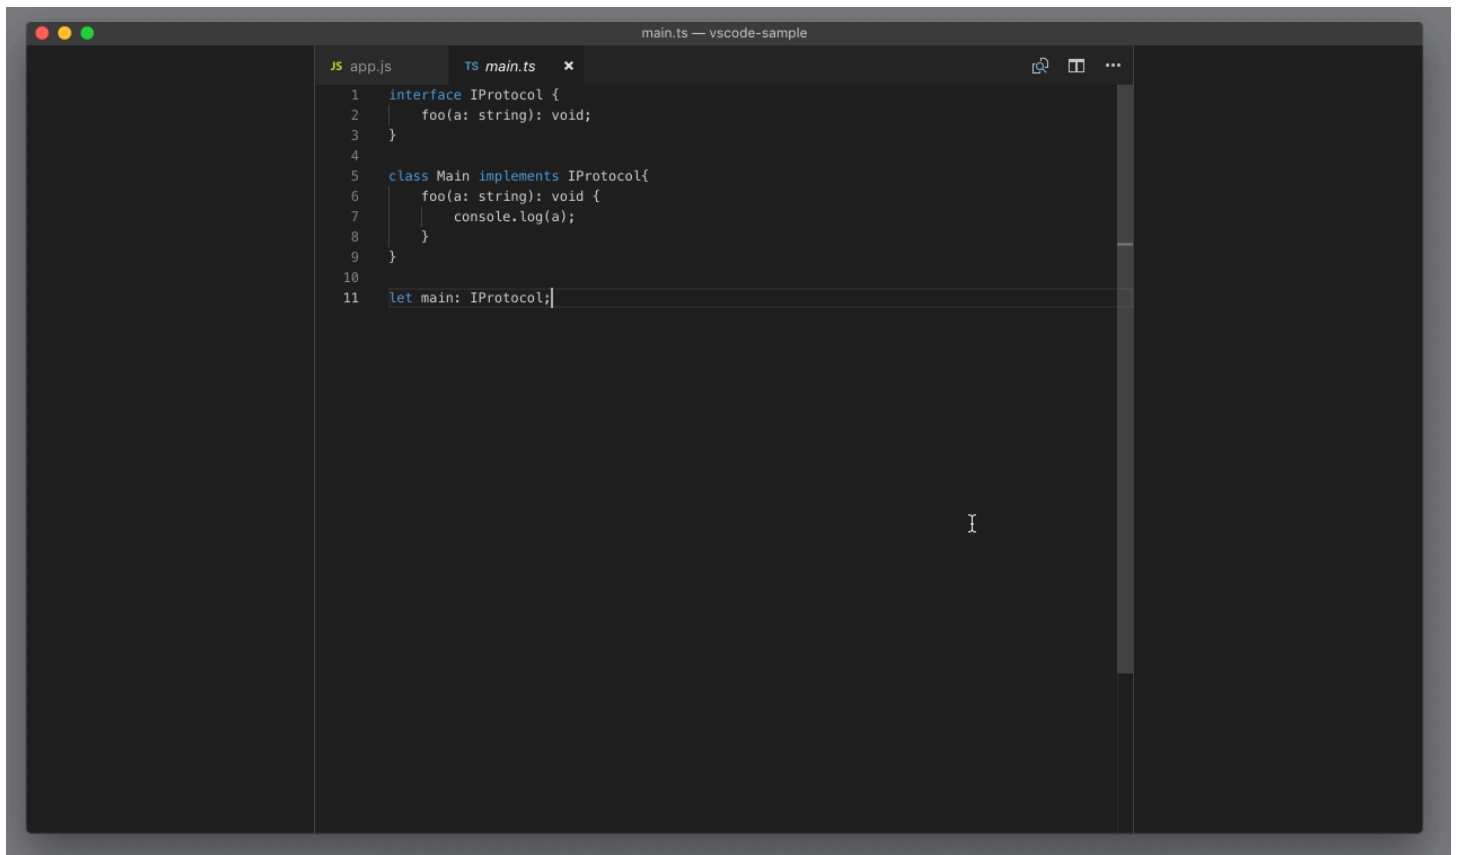 main.ts — vscode-sample
JS app.js TS main.ts
1 interface IProtocol {
2     foo(a: string): void;
3 }
4
5 class Main implements IProtocol{
6     foo(a: string): void {
7         console.log(a);
8     }
9 }
10
11 let main: IProtocol;